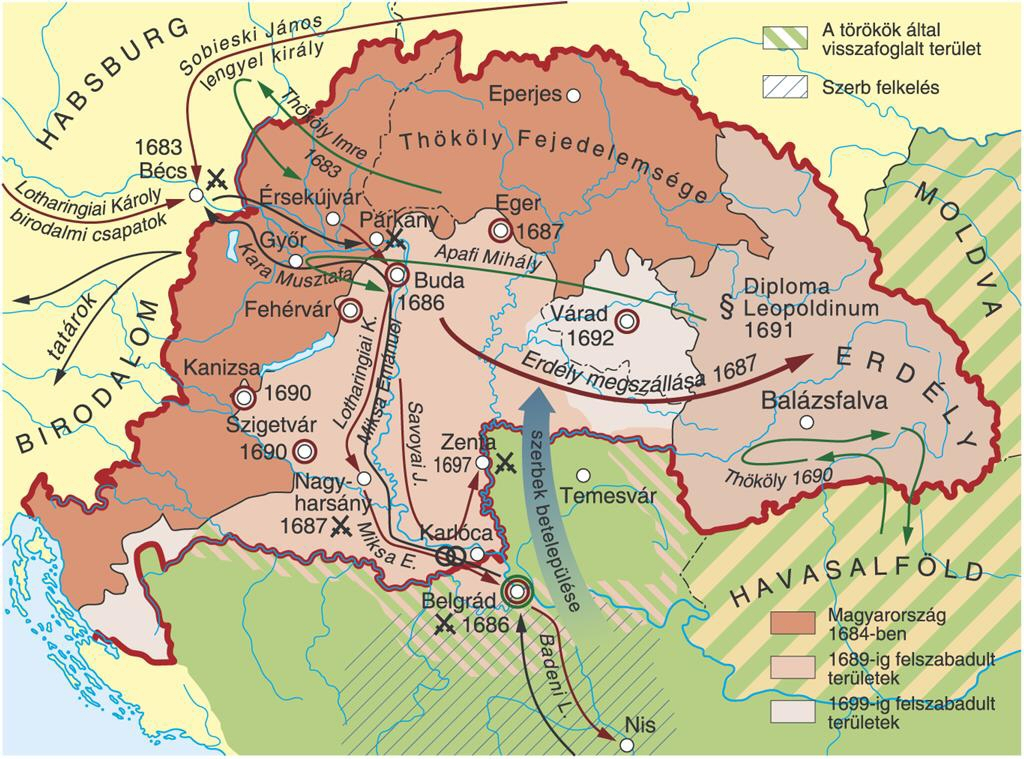 HABSBURG
BIRODALOM
Sobieski János
lengyel király
A törökök által
visszafoglalt terület
Szerb felkelés
Eperjes
Thököly Fejedelemsége
Thököly Imre
1683
1683
Bécs
Lotharingiai Károly
birodalmi csapatok
Érsekújvár
Párkány
Eger
1687
Győr
Kara Musztafa
Apafi Mihály
Buda
1686
MOLDVA
§ Diploma
Leopoldinum
1691
tatárok
Fehérvár
Várad
1692
Lotharingiai K.
Miksa Emánuel
Erdély megszállása 1687
ERDÉLY
Kanizsa
1690
Szigetvár
1690
Savoyai J.
Balázsfalva
Zenta
1697
szerbek betelepülése
Temesvár
Thököly 1690
Nagy-
harsány
1687
Karlóca
Miksa E.
Belgrád
1686
HAVASALFÖLD
Badeni L.
Nis
Magyarország
1684-ben
1689-ig felszabadult
területek
1699-ig felszabadult
területek